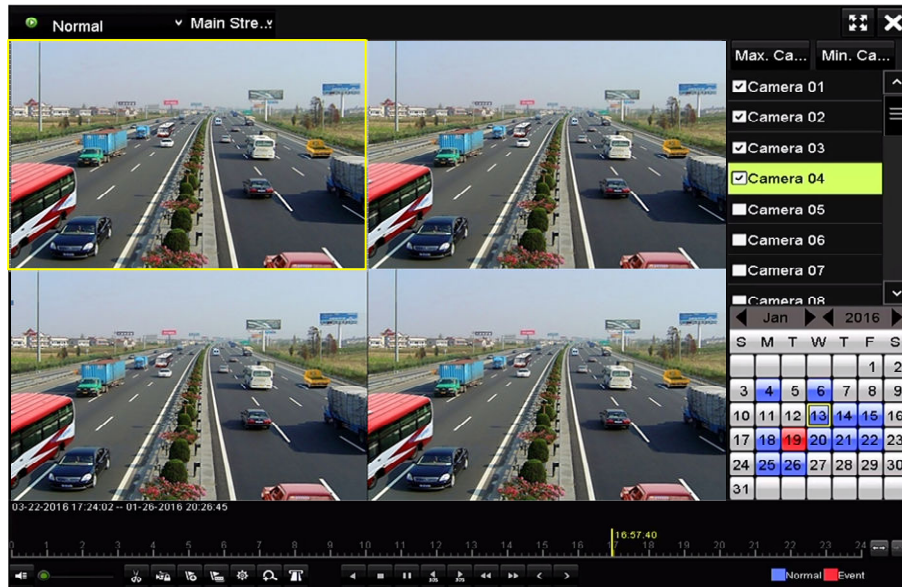 Normal
Main Stre..
Max. Ca...
Min. Ca...
Camera 01
Camera 02
Camera 03
Camera 04
Camera 05
Camera 06
Camera 07
Camera 08
Jan 2016
S M T W T F S
1 2
3 4 5 6 7 8 9
10 11 12 13 14 15 16
17 18 19 20 21 22 23
24 25 26 27 28 29 30
31
03-22-2016 17:24:02 -- 01-26-2016 20:26:45
16:57:40
0 1 2 3 4 5 6 7 8 9 10 11 12 13 14 15 16 17 18 19 20 21 22 23 24
30S 30S
Normal Event